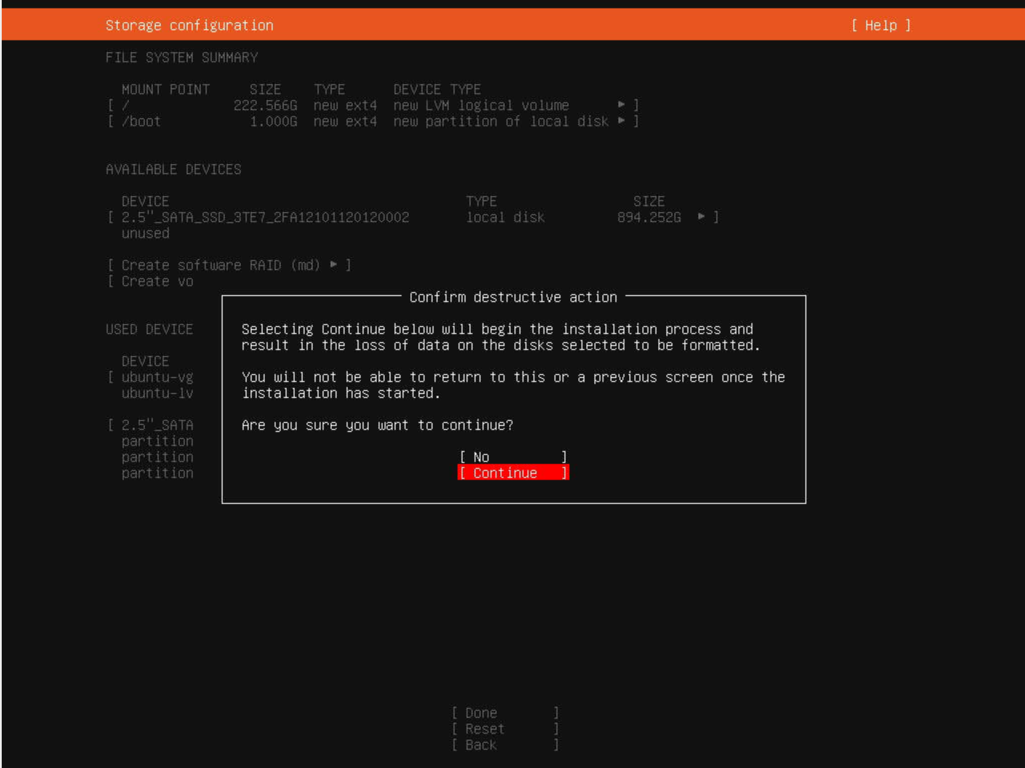 Storage configuration [ Help ]
FILE SYSTEM SUMMARY
MOUNT POINT SIZE TYPE DEVICE TYPE
[ / 222.566G new ext4 new LVM logical volume ▸ ]
[ /boot 1.000G new ext4 new partition of local disk ▸ ]
AVAILABLE DEVICES
DEVICE TYPE SIZE
[ 2.5"_SATA_SSD_3TE7_2FA12101120120002 local disk 894.252G ▸ ]
unused
[ Create software RAID (md) ▸ ]
[ Create vo
USED DEVICE
DEVICE
[ ubuntu-vg
ubuntu-lv
[ 2.5"_SATA
partition
partition
partition
Confirm destructive action
Selecting Continue below will begin the installation process and
result in the loss of data on the disks selected to be formatted.
You will not be able to return to this or a previous screen once the
installation has started.
Are you sure you want to continue?
[ No ]
[ Continue ]
[ Done ]
[ Reset ]
[ Back ]